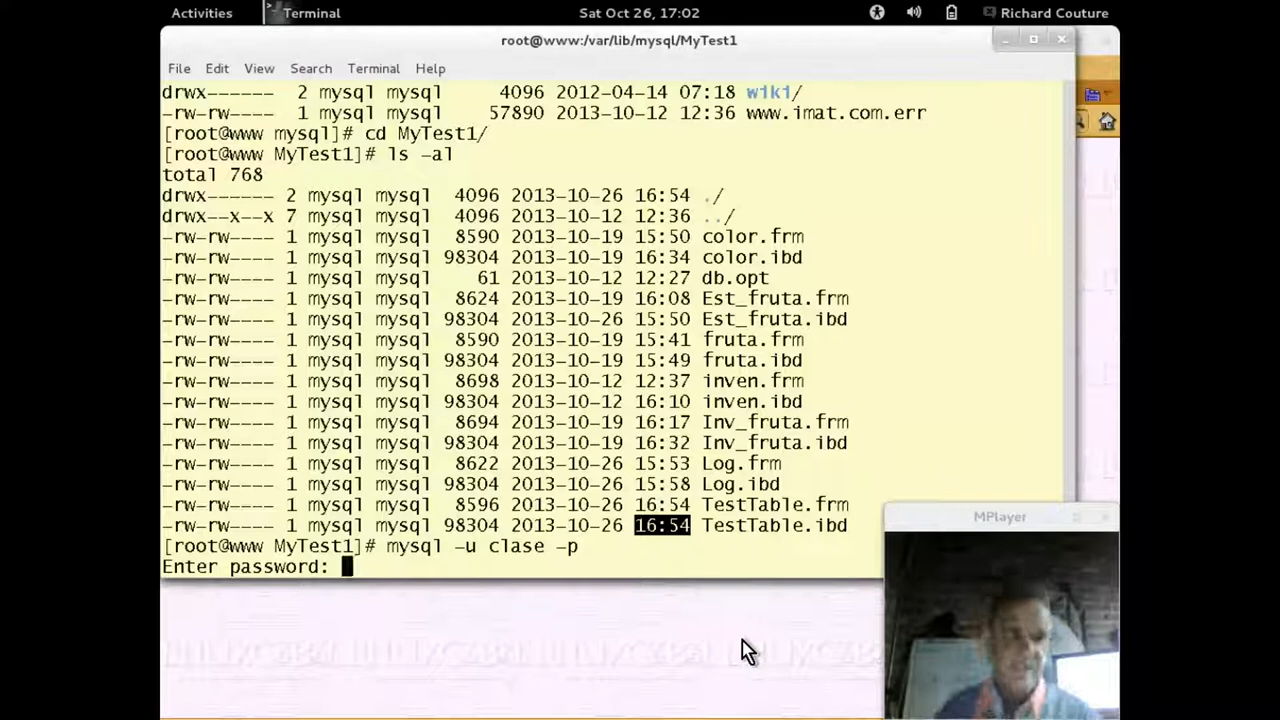 Activities Terminal Sat Oct 26, 17:02 Richard Couture
root@www:/var/lib/mysql/MyTest1
File Edit View Search Terminal Help
drwx------ 2 mysql mysql 4096 2012-04-14 07:18 wiki/
-rw-rw---- 1 mysql mysql 57890 2013-10-12 12:36 www.imat.com.err
[root@www mysql]# cd MyTest1/
[root@www MyTest1]# ls -al
total 768
drwx------ 2 mysql mysql 4096 2013-10-26 16:54 ./
drwx--x--x 7 mysql mysql 4096 2013-10-12 12:36 ../
-rw-rw---- 1 mysql mysql 8590 2013-10-19 15:50 color.frm
-rw-rw---- 1 mysql mysql 98304 2013-10-19 16:34 color.ibd
-rw-rw---- 1 mysql mysql 61 2013-10-12 12:27 db.opt
-rw-rw---- 1 mysql mysql 8624 2013-10-19 16:08 Est_fruta.frm
-rw-rw---- 1 mysql mysql 98304 2013-10-26 15:50 Est_fruta.ibd
-rw-rw---- 1 mysql mysql 8590 2013-10-19 15:41 fruta.frm
-rw-rw---- 1 mysql mysql 98304 2013-10-19 15:49 fruta.ibd
-rw-rw---- 1 mysql mysql 8698 2013-10-12 12:37 inven.frm
-rw-rw---- 1 mysql mysql 98304 2013-10-12 16:10 inven.ibd
-rw-rw---- 1 mysql mysql 8694 2013-10-19 16:17 Inv_fruta.frm
-rw-rw---- 1 mysql mysql 98304 2013-10-19 16:32 Inv_fruta.ibd
-rw-rw---- 1 mysql mysql 8622 2013-10-26 15:53 Log.frm
-rw-rw---- 1 mysql mysql 98304 2013-10-26 15:58 Log.ibd
-rw-rw---- 1 mysql mysql 8596 2013-10-26 16:54 TestTable.frm
-rw-rw---- 1 mysql mysql 98304 2013-10-26 16:54 TestTable.ibd
[root@www MyTest1]# mysql -u clase -p
Enter password:
MPlayer